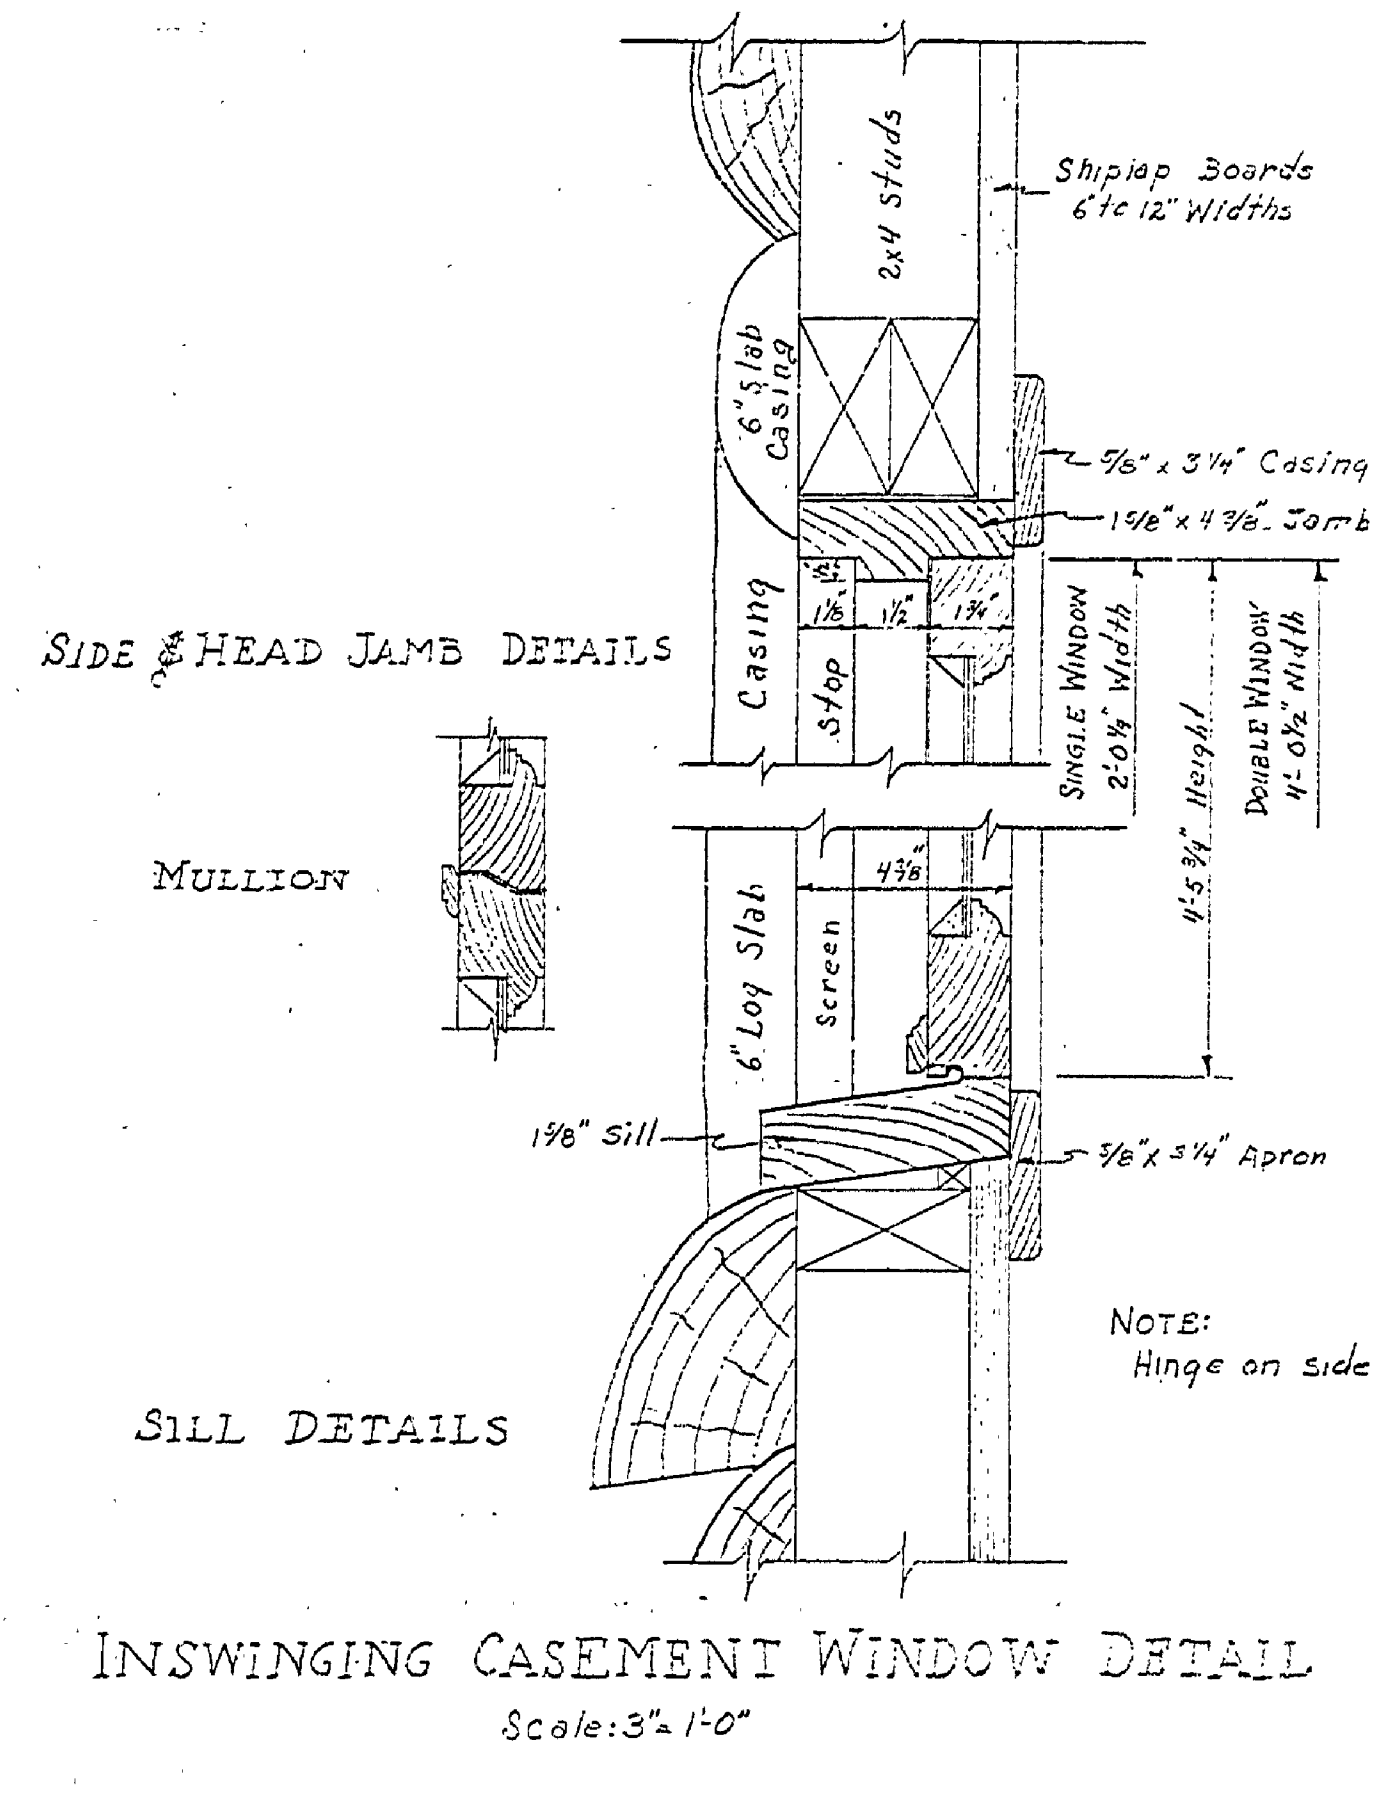 2x4 Studs
Shiplap Boards
6" to 12" Widths
6" Slab
Casing
5/8" x 3 1/4" Casing
1 5/8" x 4 3/8" Jamb
1/2"
1 1/8"
1 1/2"
1 3/4"
Casing
Stop
SINGLE WINDOW
2'-0 1/4" Width
4'-5 3/4" Height
DOUBLE WINDOW
4'-0 1/2" Width
SIDE & HEAD JAMB DETAILS
MULLION
4 3/8"
6" Log Slab
Screen
1 5/8" Sill
5/8" x 3 1/4" Apron
NOTE:
Hinge on side
SILL DETAILS
INSWINGING CASEMENT WINDOW DETAIL
Scale: 3" = 1'-0"